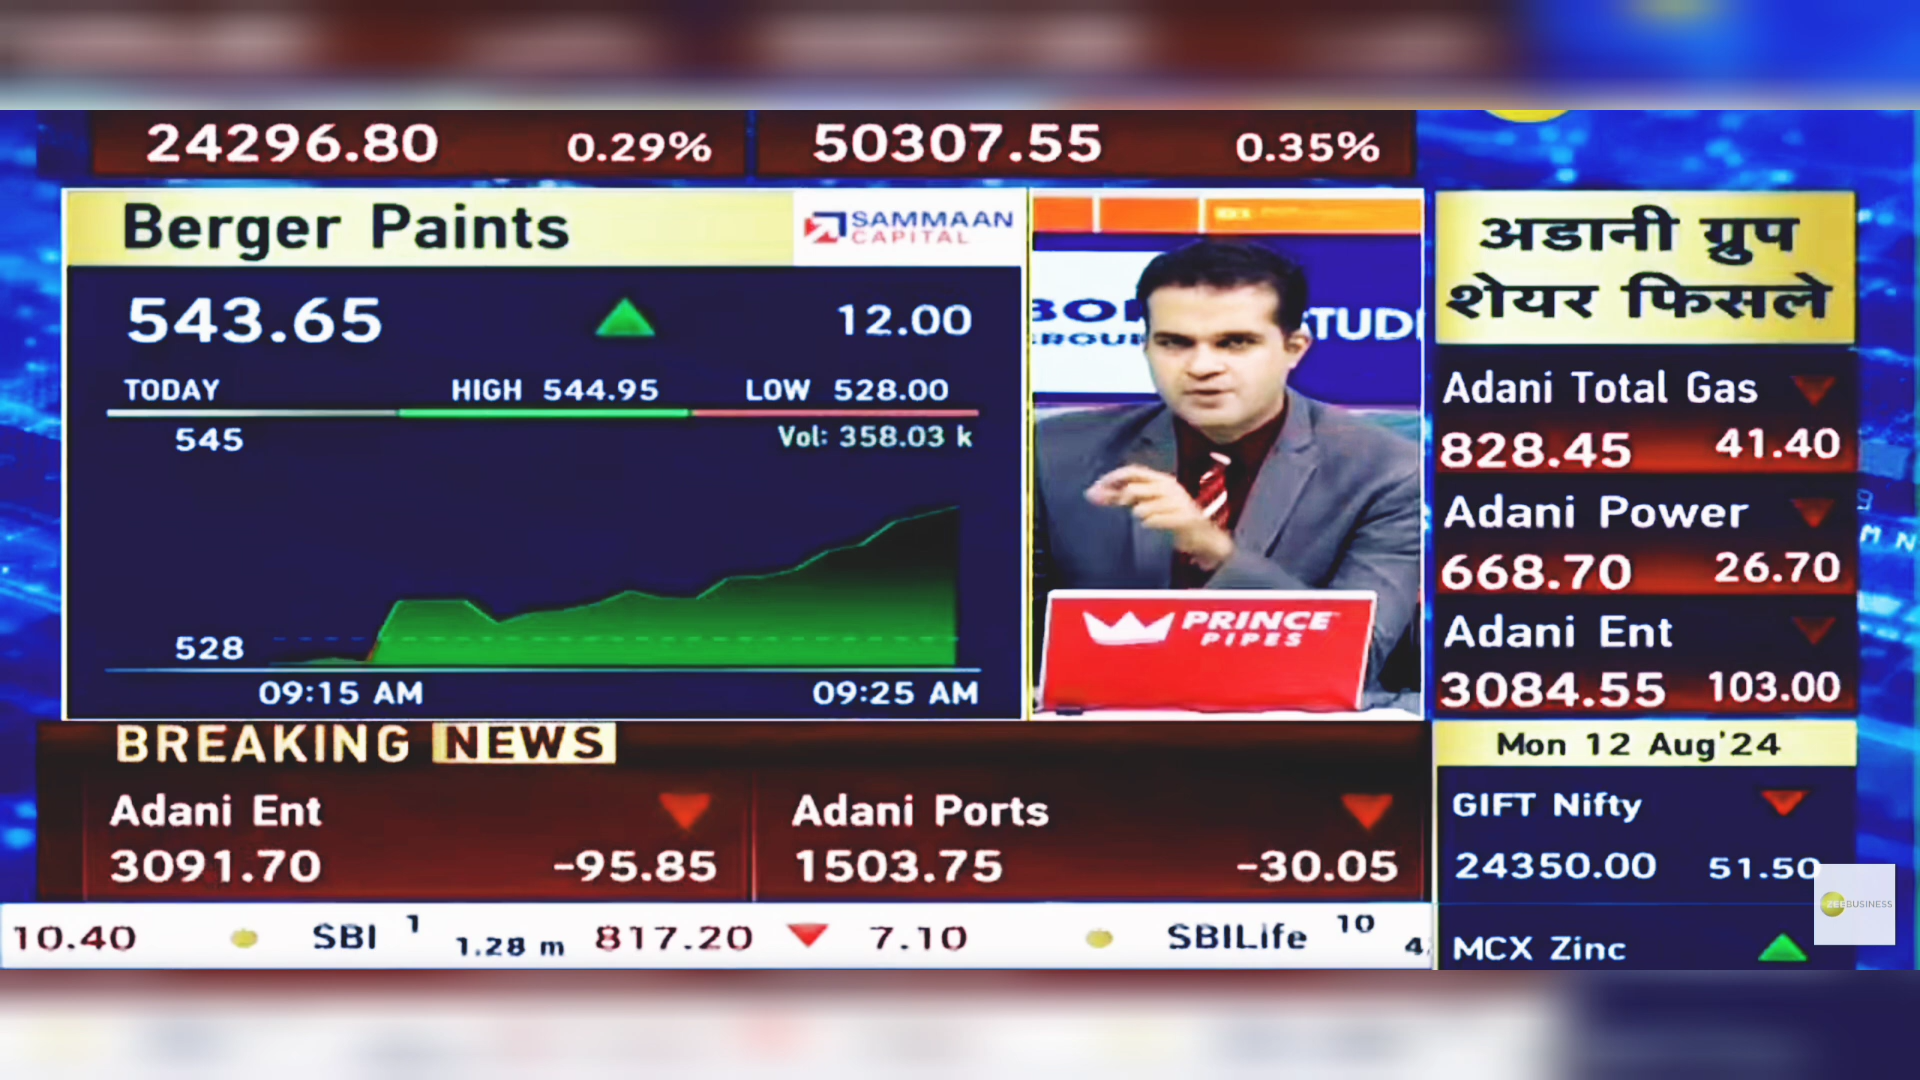 24296.80 0.29% 50307.55 0.35%
Berger Paints
SAMMAAN
CAPITAL
543.65 12.00
TODAY HIGH 544.95 LOW 528.00
545 Vol: 358.03 k
528
09:15 AM 09:25 AM
PRINCE
PIPES
अडानी ग्रुप
शेयर फिसले
Adani Total Gas
828.45 41.40
Adani Power
668.70 26.70
Adani Ent
3084.55 103.00
BREAKING NEWS
Adani Ent Adani Ports
3091.70 -95.85 1503.75 -30.05
Mon 12 Aug'24
GIFT Nifty
24350.00 51.50
MCX Zinc
ZEEBUSINESS
10.40 SBI 1 1.28 m 817.20 7.10 SBILife 10